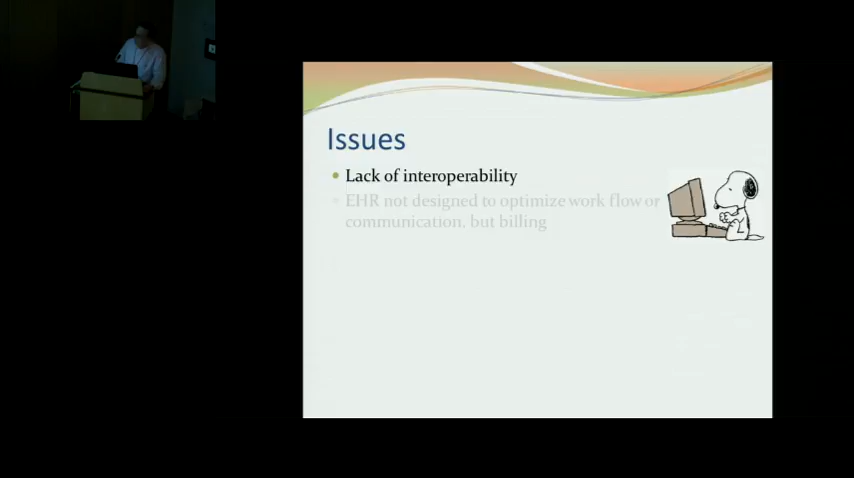 Issues
Lack of interoperability
EHR not designed to optimize work flow or
communication, but billing